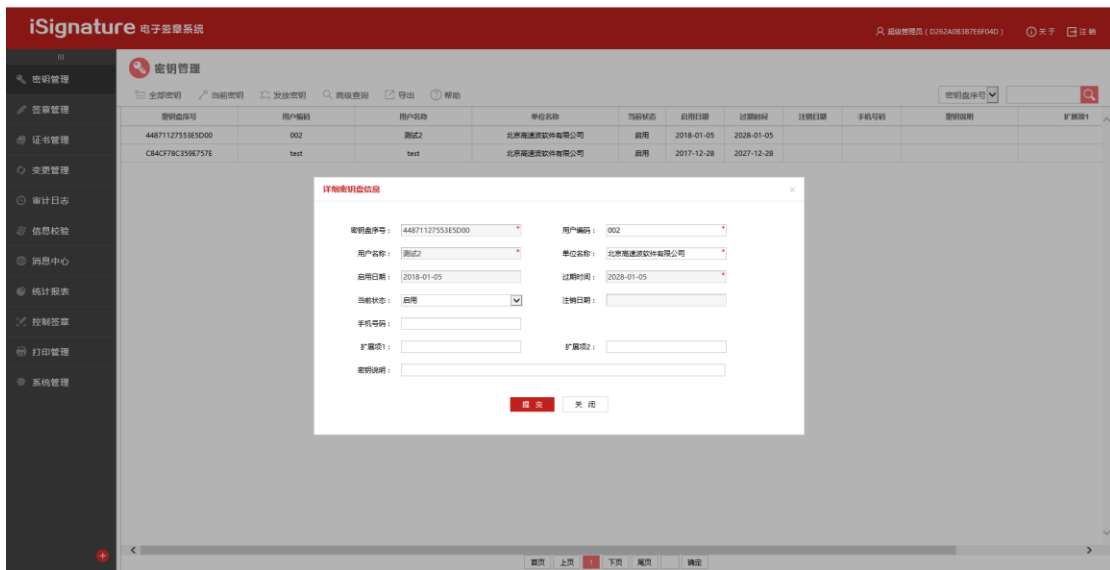 iSignature 电子签章系统
超级管理员 ( D262A0B3B7E6F04D )  关于  注销
密钥管理
签章管理
证书管理
变更管理
审计日志
信息校验
消息中心
统计报表
控制签章
打印管理
系统管理
密钥管理
全部密钥  当前密钥  发放密钥  高级查询  导出  帮助  密钥盘序号
密钥盘序号  用户编码  用户名称  单位名称  当前状态  启用日期  过期时间  注销日期  手机号码  密钥说明  扩展项1
44871127553E5D00  002  测试2  北京高速波软件有限公司  启用  2018-01-05  2028-01-05
C84CF78C359E757E  test  test  北京高速波软件有限公司  启用  2017-12-28  2027-12-28
详细密钥盘信息  ×
密钥盘序号： 44871127553E5D00 *  用户编码： 002 *
用户名称： 测试2 *  单位名称： 北京高速波软件有限公司 *
启用日期： 2018-01-05  过期时间： 2028-01-05 *
当前状态： 启用  注销日期：
手机号码：
扩展项1：  扩展项2：
密钥说明：
提 交  关 闭
首页  上页  1  下页  尾页  确定